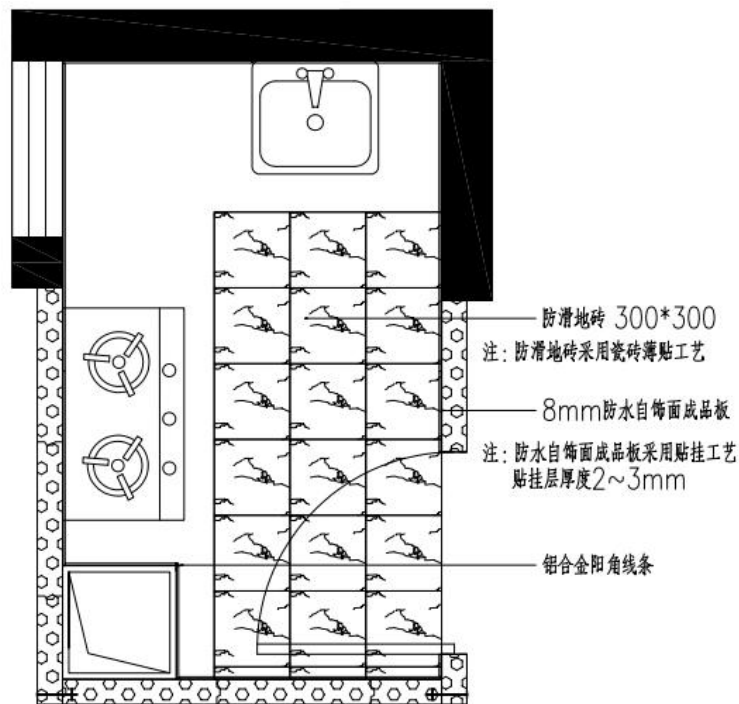 防滑地砖 300*300
注: 防滑地砖采用瓷砖薄贴工艺
8mm防水自饰面成品板
注: 防水自饰面成品板采用贴挂工艺
贴挂层厚度2~3mm
铝合金阳角线条